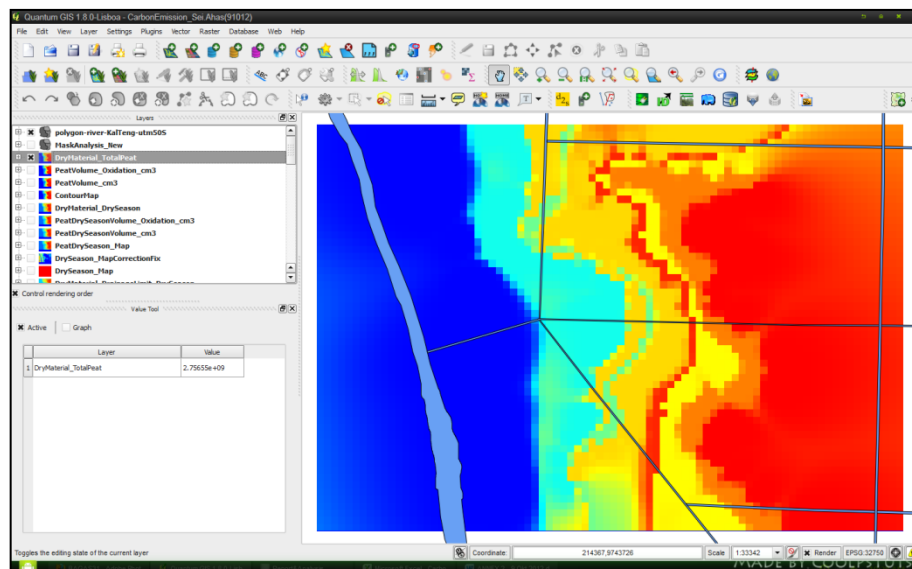 Quantum GIS 1.8.0-Lisboa - CarbonEmission_Sei.Ahas(91012)
File Edit View Layer Settings Plugins Vector Raster Database Web Help
Layers
polygon-river-KalTeng-utm50S
MaskAnalysis_New
DryMaterial_TotalPeat
PeatVolume_Oxidation_cm3
PeatVolume_cm3
ContourMap
DryMaterial_DrySeason
PeatDrySeasonVolume_Oxidation_cm3
PeatDrySeasonVolume_cm3
PeatDrySeason_Map
DrySeason_MapCorrectionFix
DrySeason_Map
Control rendering order
Value Tool
Active Graph
Layer Value
1 DryMaterial_TotalPeat 2.75655e+09
Toggles the editing state of the current layer Coordinate: 214367,9743726 Scale 1:33342 Render EPSG:32750
MADE BY COOLPSTUTS